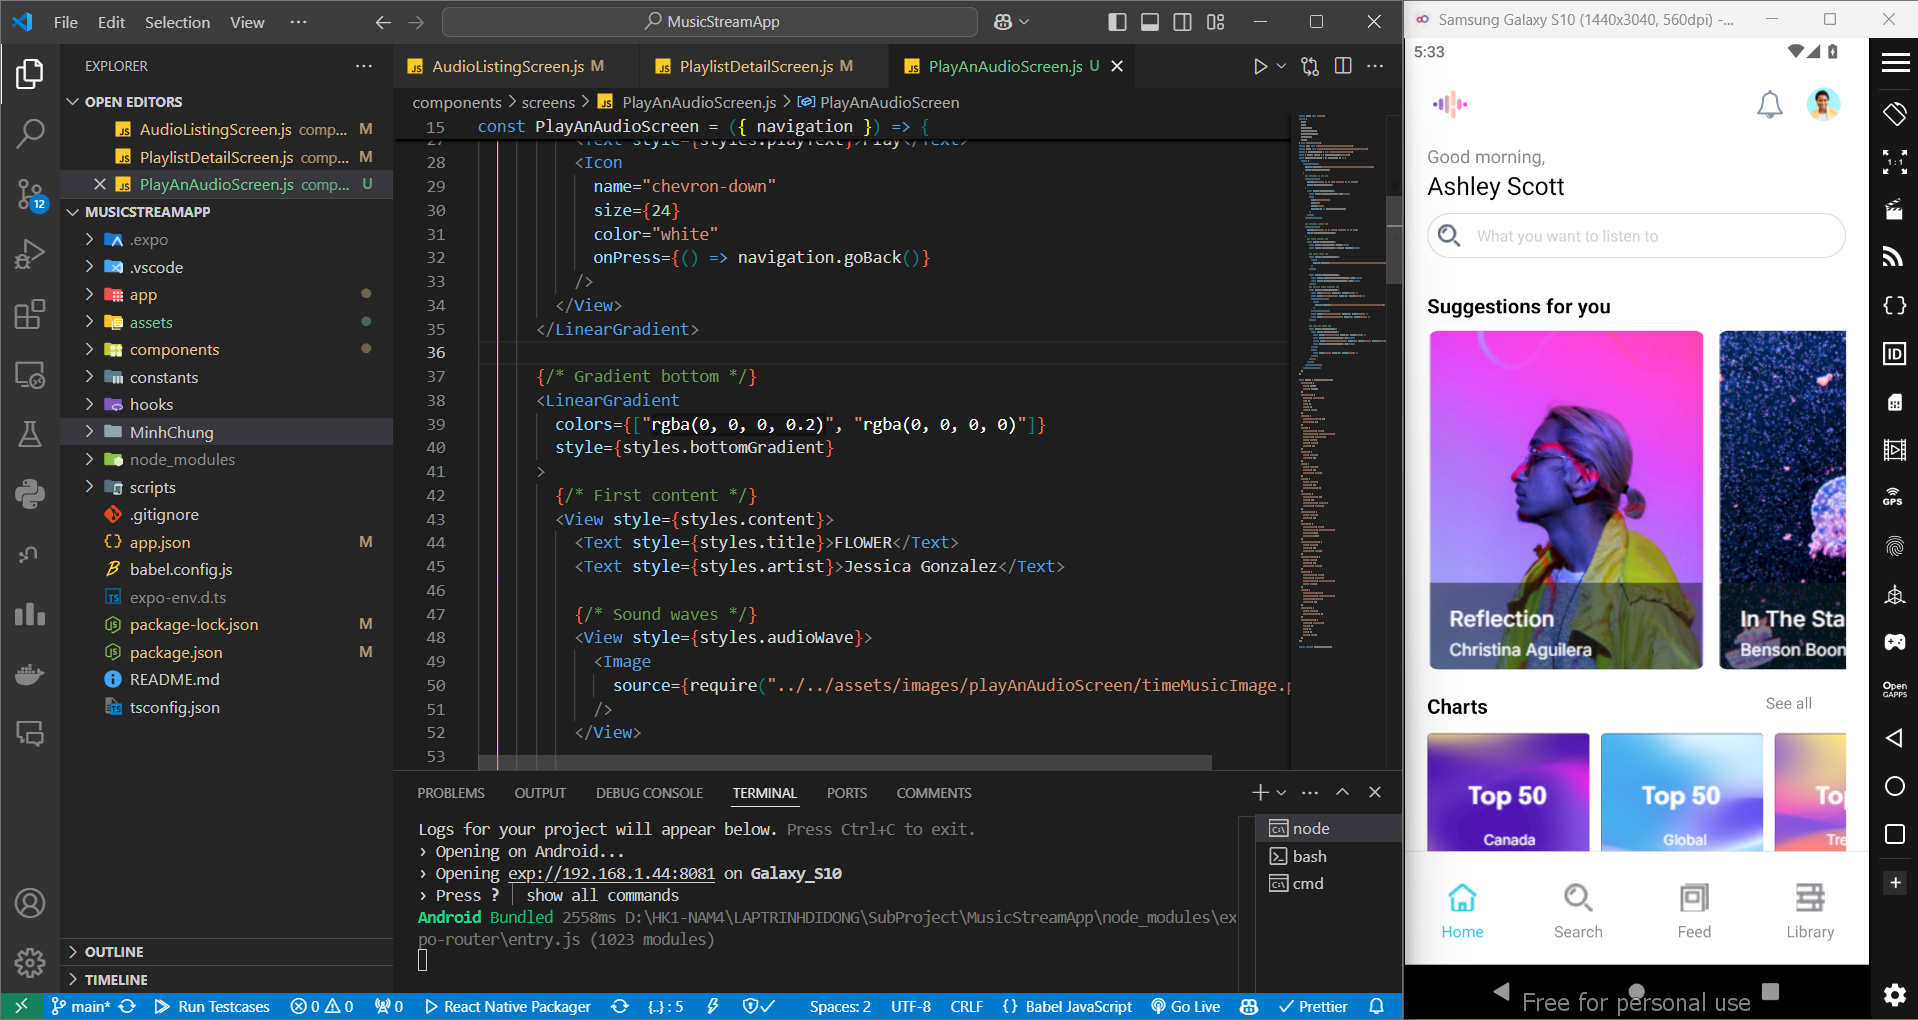 File Edit Selection View ··· MusicStreamApp
EXPLORER ···
OPEN EDITORS
AudioListingScreen.js comp... M
PlaylistDetailScreen.js comp... M
PlayAnAudioScreen.js comp... U
MUSICSTREAMAPP
.expo
.vscode
app
assets
components
constants
hooks
MinhChung
node_modules
scripts
.gitignore
app.json M
babel.config.js
expo-env.d.ts
package-lock.json M
package.json M
README.md
tsconfig.json
OUTLINE
TIMELINE
12
AudioListingScreen.js M
PlaylistDetailScreen.js M
PlayAnAudioScreen.js U
components > screens > PlayAnAudioScreen.js > PlayAnAudioScreen
15 const PlayAnAudioScreen = ({ navigation }) => {
27 <Text style={styles.playText}>Play</Text>
28 <Icon
29 name="chevron-down"
30 size={24}
31 color="white"
32 onPress={() => navigation.goBack()}
33 />
34 </View>
35 </LinearGradient>
36
37 {/* Gradient bottom */}
38 <LinearGradient
39 colors={["rgba(0, 0, 0, 0.2)", "rgba(0, 0, 0, 0)"]}
40 style={styles.bottomGradient}
41 >
42 {/* First content */}
43 <View style={styles.content}>
44 <Text style={styles.title}>FLOWER</Text>
45 <Text style={styles.artist}>Jessica Gonzalez</Text>
46
47 {/* Sound waves */}
48 <View style={styles.audioWave}>
49 <Image
50 source={require("../../assets/images/playAnAudioScreen/timeMusicImage.p
51 />
52 </View>
53
PROBLEMS OUTPUT DEBUG CONSOLE TERMINAL PORTS COMMENTS
Logs for your project will appear below. Press Ctrl+C to exit.
› Opening on Android...
› Opening exp://192.168.1.44:8081 on Galaxy_S10
› Press ? │ show all commands
Android Bundled 2558ms D:\HK1-NAM4\LAPTRINHDIDONG\SubProject\MusicStreamApp\node_modules\ex
po-router\entry.js (1023 modules)
node
bash
cmd
main* Run Testcases 0 0 0 React Native Packager {..} : 5 Spaces: 2 UTF-8 CRLF {} Babel JavaScript Go Live Prettier
Samsung Galaxy S10 (1440x3040, 560dpi) -...
5:33
Good morning,
Ashley Scott
What you want to listen to
Suggestions for you
Reflection
Christina Aguilera
In The Sta
Benson Boon
Charts
See all
Top 50
Canada
Top 50
Global
To
Tre
Home
Search
Feed
Library
Free for personal use
1:1
{}
ID
GPS
Open
GAPPS